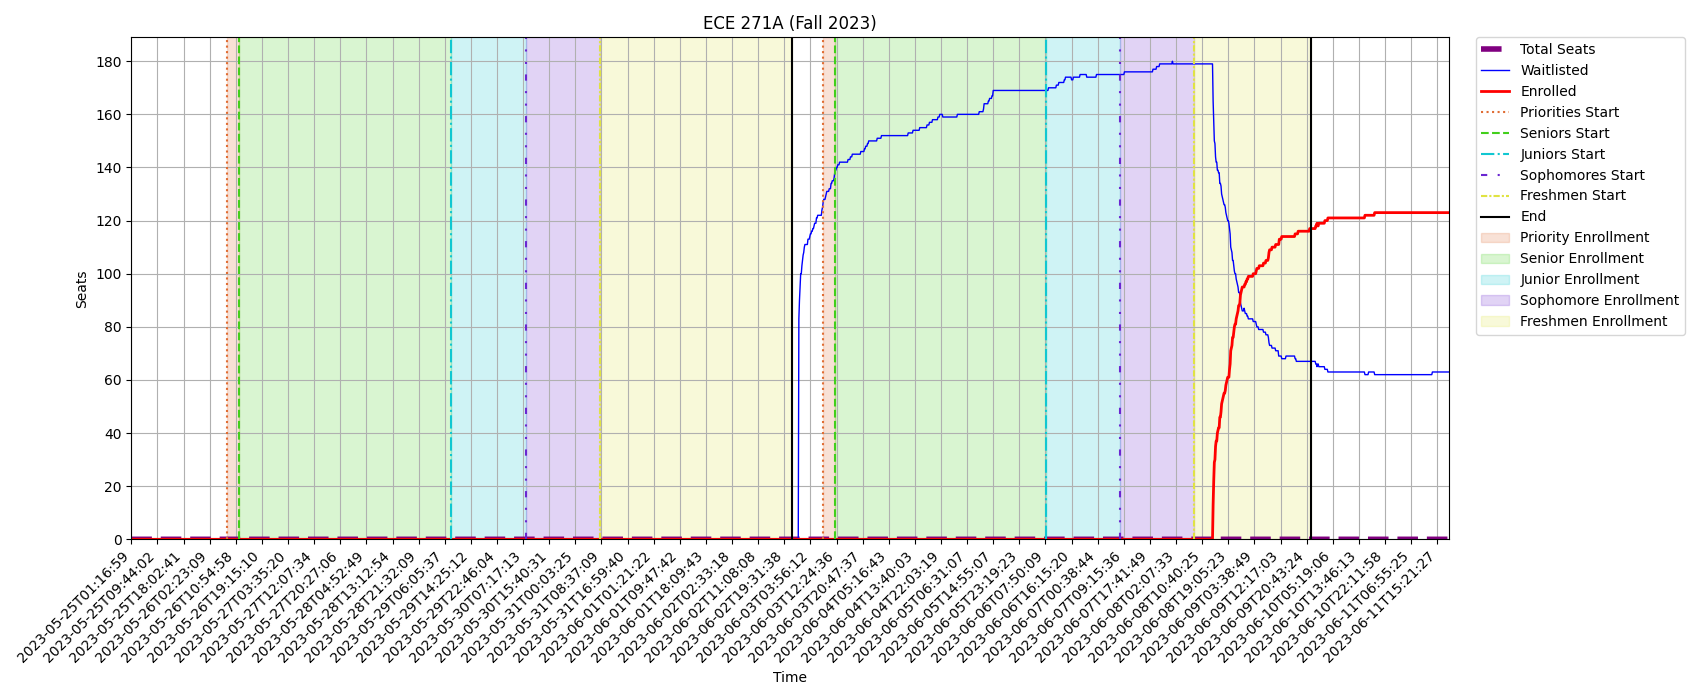 ECE 271A (Fall 2023)
Seats
180
160
140
120
100
80
60
40
20
0
2023-05-25T01:16:59
2023-05-25T09:44:02
2023-05-25T18:02:41
2023-05-26T02:23:09
2023-05-26T10:54:58
2023-05-26T19:15:10
2023-05-27T03:35:20
2023-05-27T12:07:34
2023-05-27T20:27:06
2023-05-28T04:52:49
2023-05-28T13:12:54
2023-05-28T21:32:09
2023-05-29T06:05:37
2023-05-29T14:25:12
2023-05-29T22:46:04
2023-05-30T07:17:13
2023-05-30T15:40:31
2023-05-31T00:03:25
2023-05-31T08:37:09
2023-05-31T16:59:40
2023-06-01T01:21:22
2023-06-01T09:47:42
2023-06-01T18:09:43
2023-06-02T02:33:18
2023-06-02T11:08:08
2023-06-02T19:31:38
2023-06-03T03:56:12
2023-06-03T12:24:36
2023-06-03T20:47:37
2023-06-04T05:16:43
2023-06-04T13:40:03
2023-06-04T22:03:19
2023-06-05T06:31:07
2023-06-05T14:55:07
2023-06-05T23:19:23
2023-06-06T07:50:09
2023-06-06T16:15:20
2023-06-07T00:38:44
2023-06-07T09:15:36
2023-06-07T17:41:49
2023-06-08T02:07:33
2023-06-08T10:40:25
2023-06-08T19:05:23
2023-06-09T03:38:49
2023-06-09T12:17:03
2023-06-09T20:43:24
2023-06-10T05:19:06
2023-06-10T13:46:13
2023-06-10T22:11:58
2023-06-11T06:55:25
2023-06-11T15:21:27
Time
Total Seats
Waitlisted
Enrolled
Priorities Start
Seniors Start
Juniors Start
Sophomores Start
Freshmen Start
End
Priority Enrollment
Senior Enrollment
Junior Enrollment
Sophomore Enrollment
Freshmen Enrollment